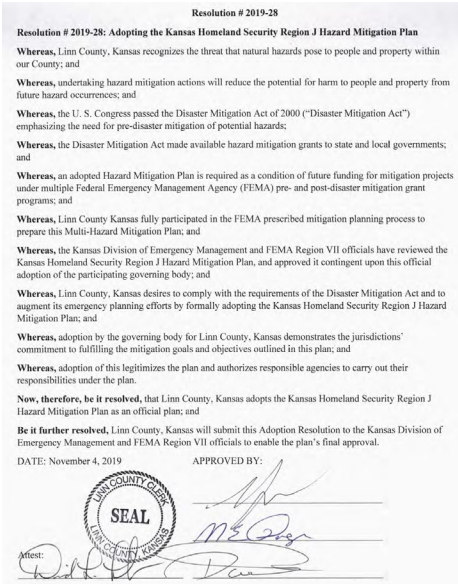 Resolution # 2019-28
Resolution # 2019-28: Adopting the Kansas Homeland Security Region J Hazard Mitigation Plan
Whereas, Linn County, Kansas recognizes the threat that natural hazards pose to people and property within
our County; and
Whereas, undertaking hazard mitigation actions will reduce the potential for harm to people and property from
future hazard occurrences; and
Whereas, the U. S. Congress passed the Disaster Mitigation Act of 2000 (“Disaster Mitigation Act”)
emphasizing the need for pre-disaster mitigation of potential hazards;
Whereas, the Disaster Mitigation Act made available hazard mitigation grants to state and local governments;
and
Whereas, an adopted Hazard Mitigation Plan is required as a condition of future funding for mitigation projects
under multiple Federal Emergency Management Agency (FEMA) pre- and post-disaster mitigation grant
programs; and
Whereas, Linn County Kansas fully participated in the FEMA prescribed mitigation planning process to
prepare this Multi-Hazard Mitigation Plan; and
Whereas, the Kansas Division of Emergency Management and FEMA Region VII officials have reviewed the
Kansas Homeland Security Region J Hazard Mitigation Plan, and approved it contingent upon this official
adoption of the participating governing body; and
Whereas, Linn County, Kansas desires to comply with the requirements of the Disaster Mitigation Act and to
augment its emergency planning efforts by formally adopting the Kansas Homeland Security Region J Hazard
Mitigation Plan; and
Whereas, adoption by the governing body for Linn County, Kansas demonstrates the jurisdictions’
commitment to fulfilling the mitigation goals and objectives outlined in this plan; and
Whereas, adoption of this legitimizes the plan and authorizes responsible agencies to carry out their
responsibilities under the plan.
Now, therefore, be it resolved, that Linn County, Kansas adopts the Kansas Homeland Security Region J
Hazard Mitigation Plan as an official plan; and
Be it further resolved, Linn County, Kansas will submit this Adoption Resolution to the Kansas Division of
Emergency Management and FEMA Region VII officials to enable the plan’s final approval.
DATE: November 4, 2019 APPROVED BY:
LINN COUNTY CLERK
SEAL
LINN COUNTY, KANSAS
Attest: